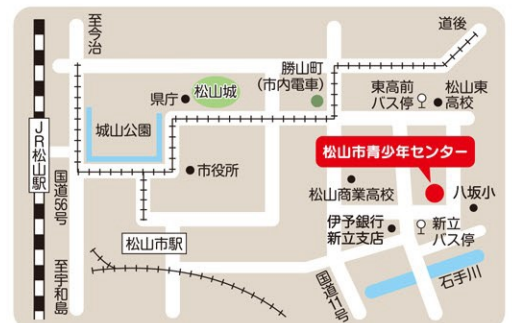 至今治
道後
勝山町
(市内電車)
東高前
バス停
松山東
高校
県庁
松山城
城山公園
JR松山駅
松山市青少年センター
市役所
国道56号
松山商業高校
八坂小
伊予銀行
新立支店
新立
バス停
松山市駅
至宇和島
国道11号
石手川